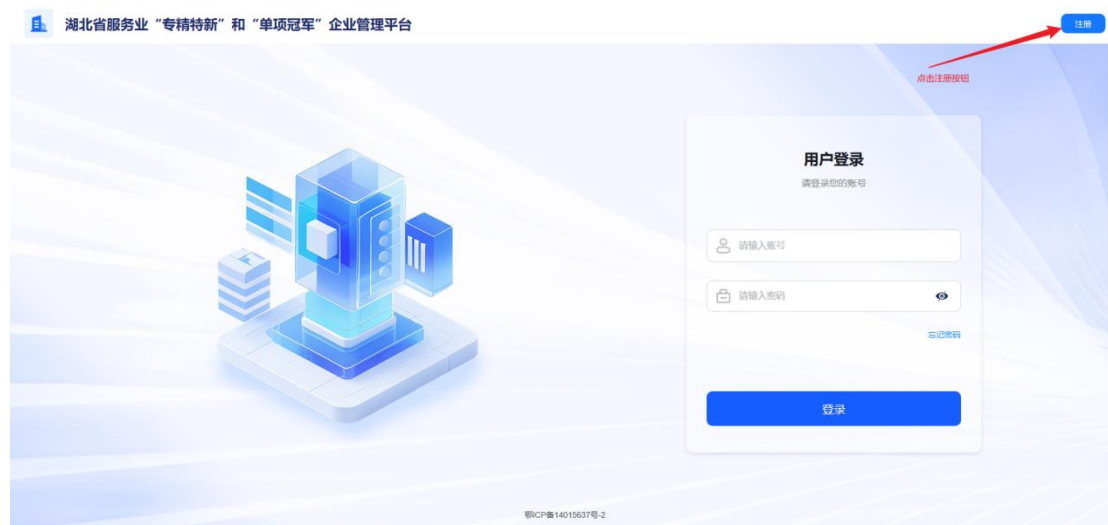 湖北省服务业“专精特新”和“单项冠军”企业管理平台
注册
点击注册按钮
用户登录
请登录您的账号
请输入账号
请输入密码
忘记密码
登录
鄂ICP备14015637号-2